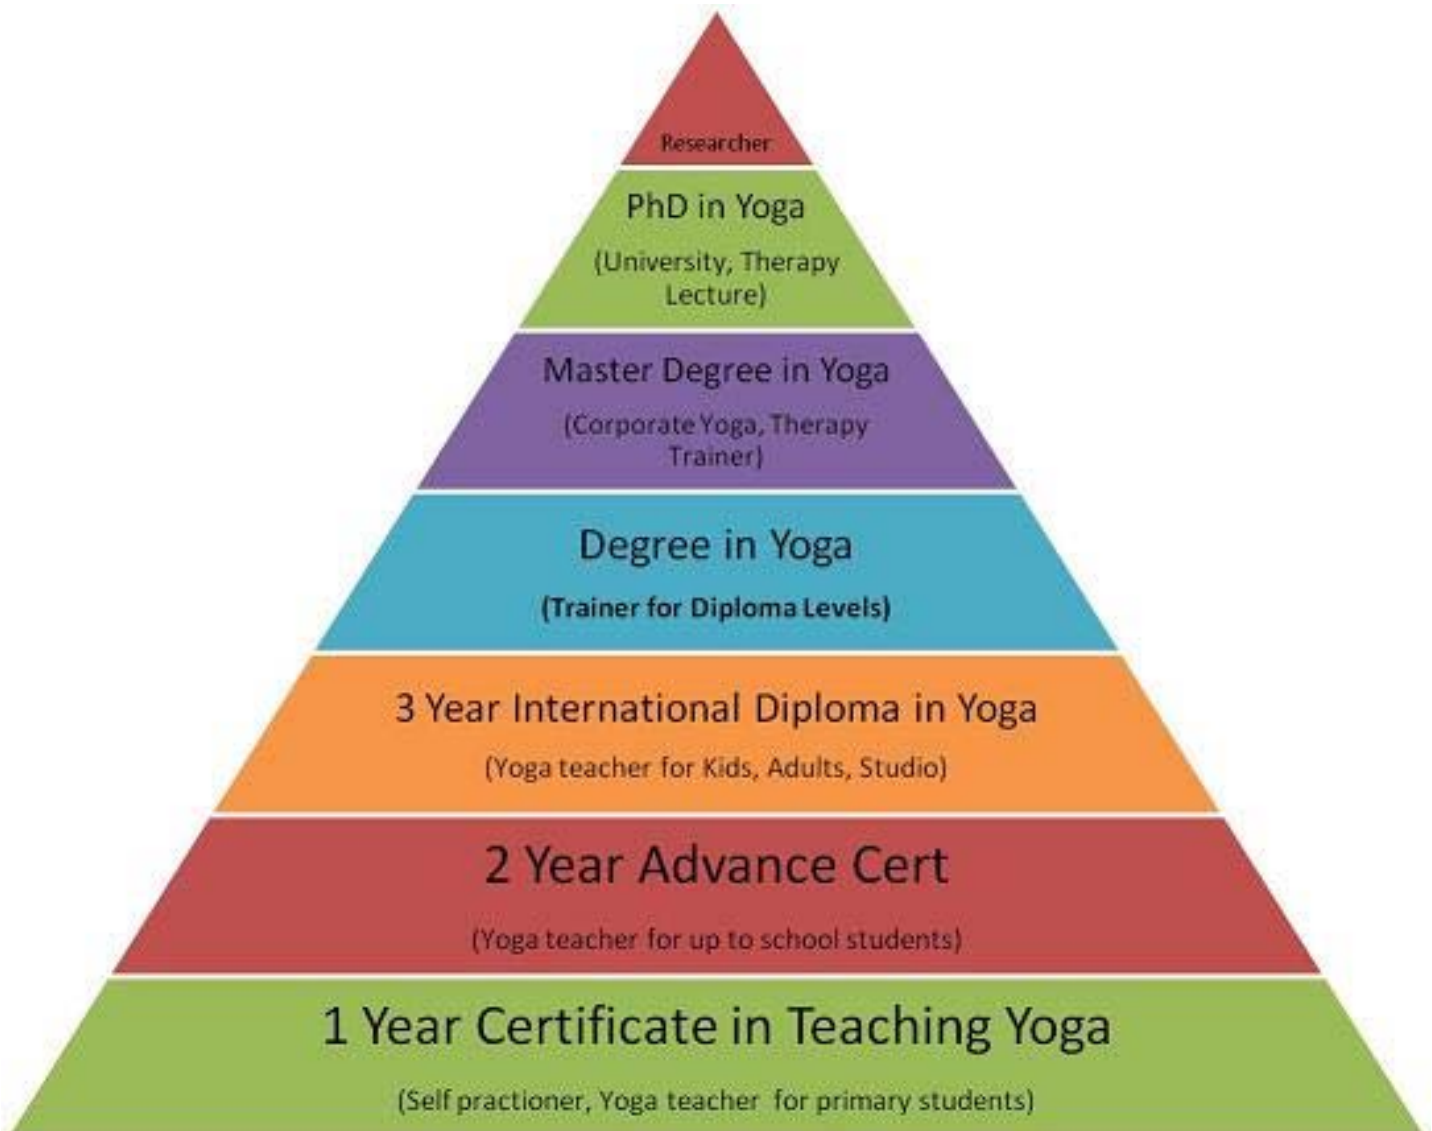 Researcher
PhD in Yoga
(University, Therapy
Lecture)
Master Degree in Yoga
(Corporate Yoga, Therapy
Trainer)
Degree in Yoga
(Trainer for Diploma Levels)
3 Year International Diploma in Yoga
(Yoga teacher for Kids, Adults, Studio)
2 Year Advance Cert
(Yoga teacher for up to school students)
1 Year Certificate in Teaching Yoga
(Self practioner, Yoga teacher for primary students)